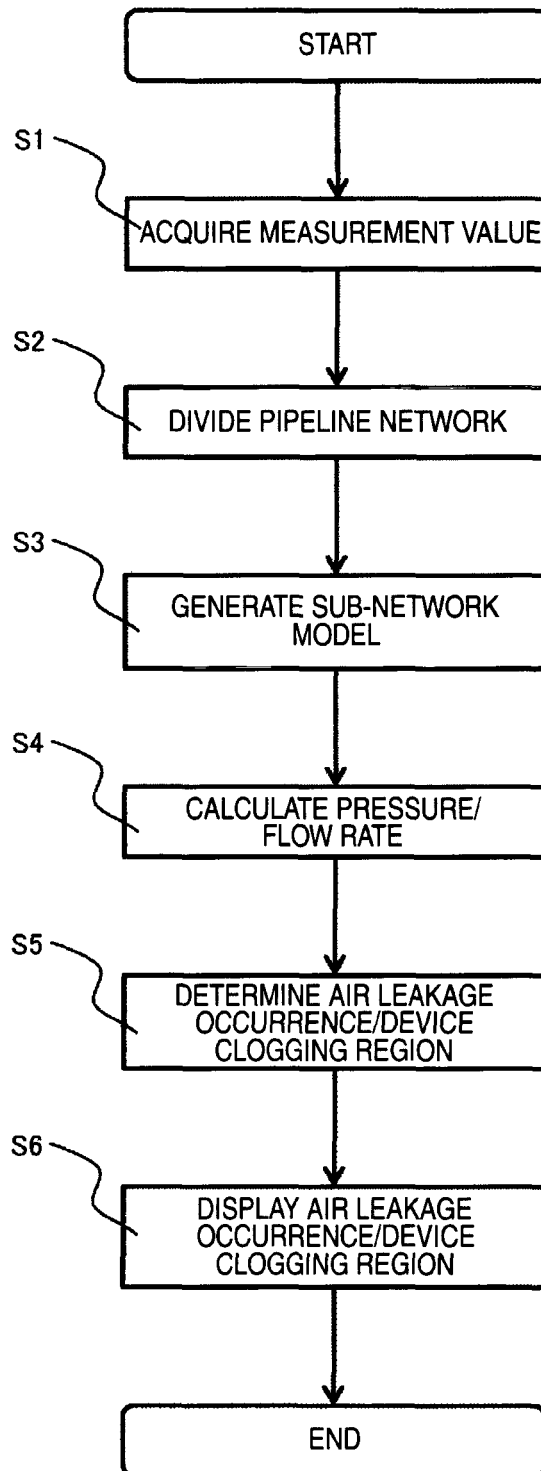 START
S1
ACQUIRE MEASUREMENT VALUE
S2
DIVIDE PIPELINE NETWORK
S3
GENERATE SUB-NETWORK
MODEL
S4
CALCULATE PRESSURE/
FLOW RATE
S5
DETERMINE AIR LEAKAGE
OCCURRENCE/DEVICE
CLOGGING REGION
S6
DISPLAY AIR LEAKAGE
OCCURRENCE/DEVICE
CLOGGING REGION
END